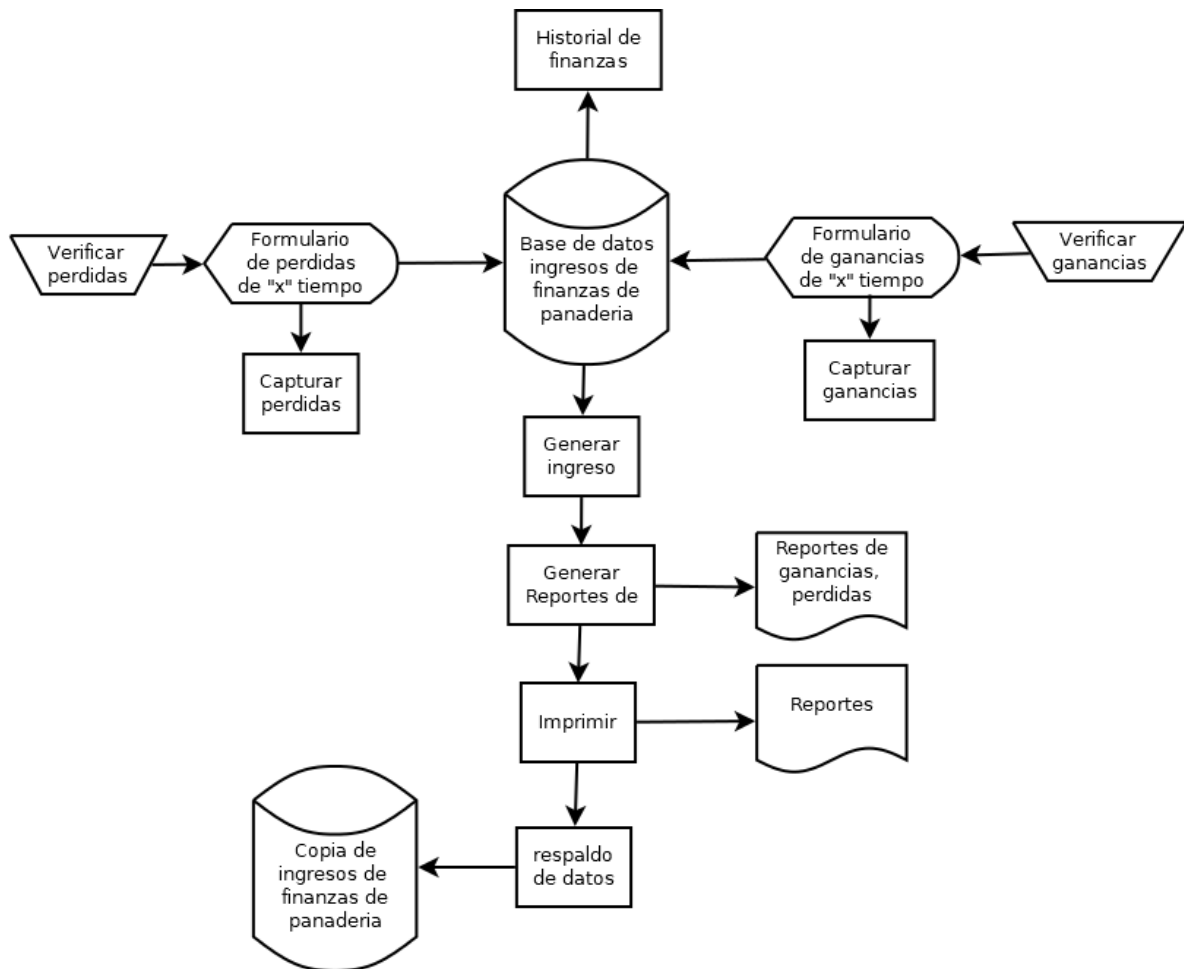 Historial de
finanzas
Verificar
perdidas
Formulario
de perdidas
de "x" tiempo
Base de datos
ingresos de
finanzas de
panaderia
Formulario
de ganancias
de "x" tiempo
Verificar
ganancias
Capturar
perdidas
Capturar
ganancias
Generar
ingreso
Generar
Reportes de
Reportes de
ganancias,
perdidas
Imprimir
Reportes
respaldo
de datos
Copia de
ingresos de
finanzas de
panaderia